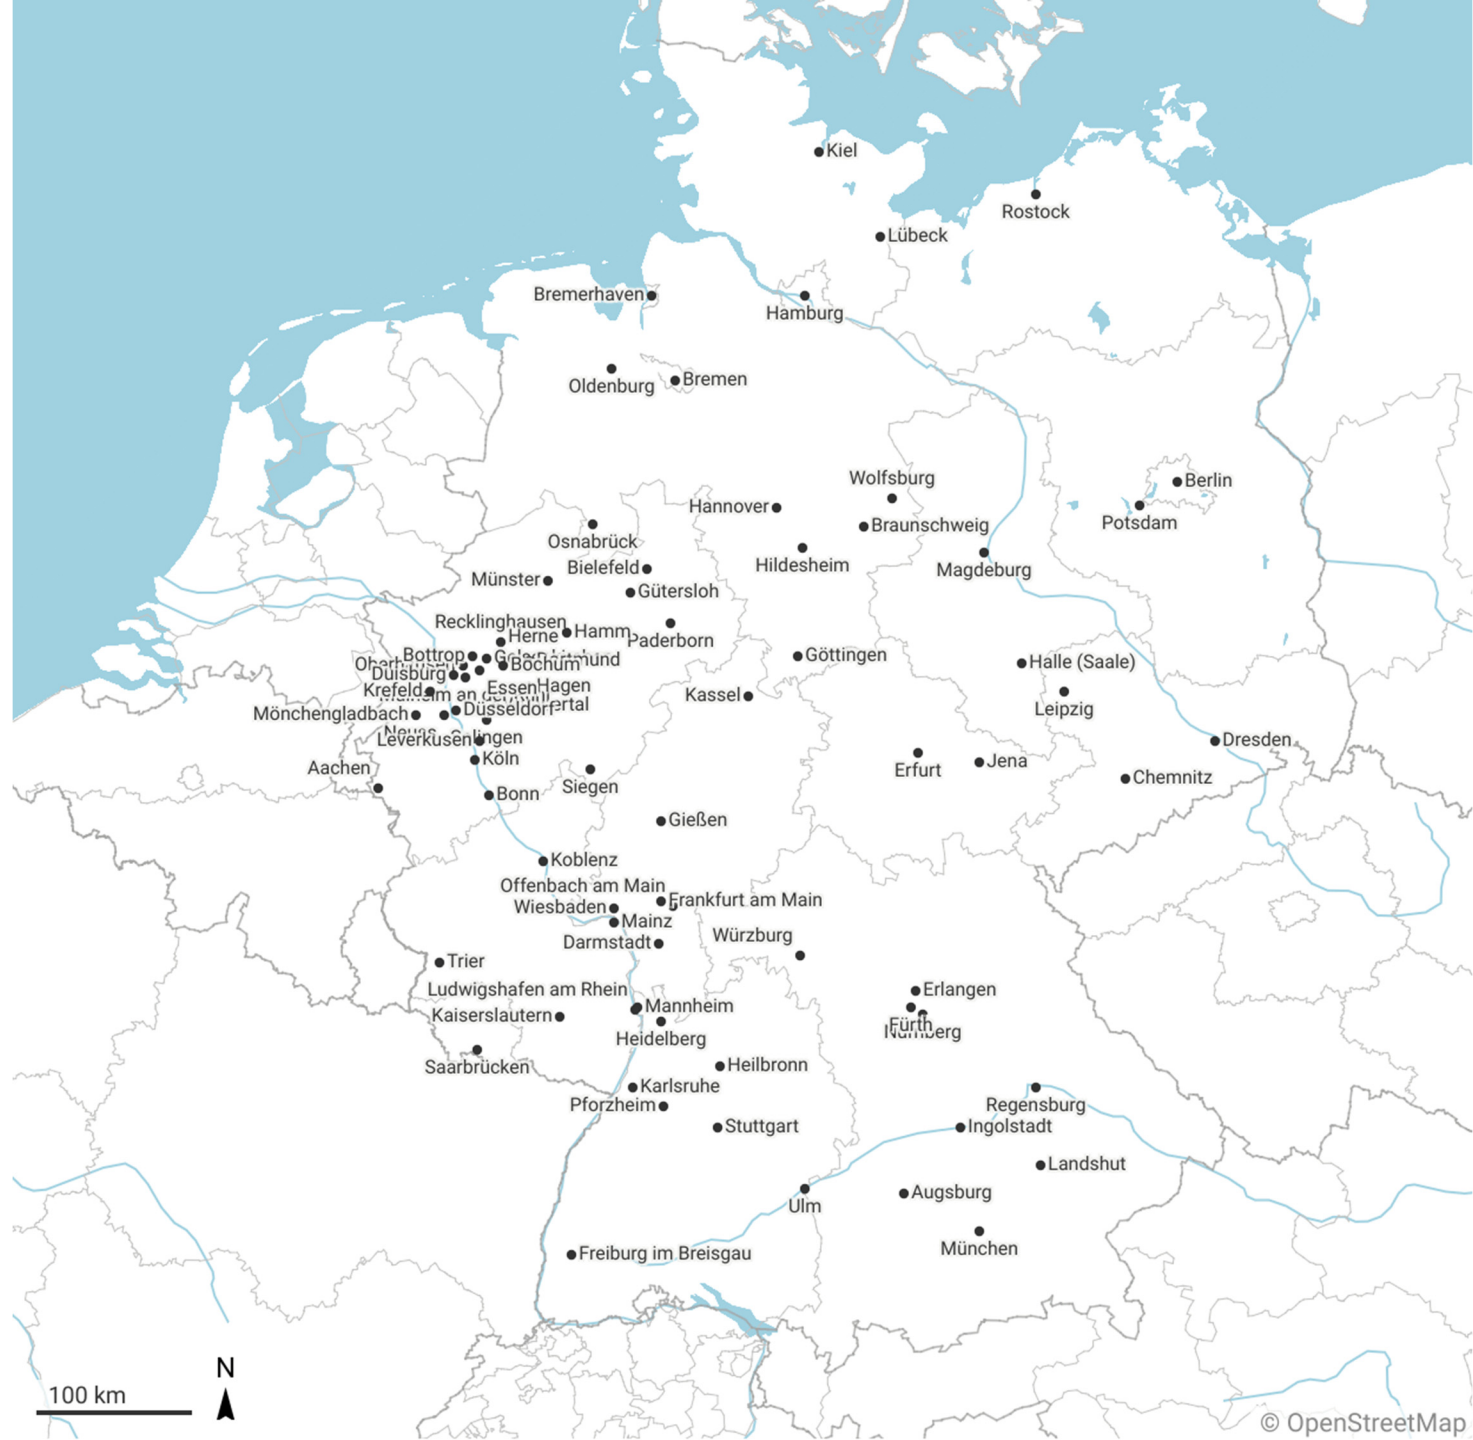 Kiel
Rostock
Lübeck
Bremerhaven
Hamburg
Oldenburg
Bremen
Wolfsburg
Berlin
Hannover
Potsdam
Braunschweig
Osnabrück
Hildesheim
Bielefeld
Magdeburg
Münster
Gütersloh
Recklinghausen
Hamm
Herne
Paderborn
Bottrop
Göttingen
Bochum
Halle (Saale)
Duisburg
Essen
Hagen
Krefeld
Kassel
Leipzig
Mönchengladbach
Düsseldorf
Leverkusen
Dresden
Köln
Aachen
Erfurt
Jena
Siegen
Chemnitz
Bonn
Gießen
Koblenz
Offenbach am Main
Frankfurt am Main
Wiesbaden
Mainz
Darmstadt
Würzburg
Trier
Ludwigshafen am Rhein
Erlangen
Mannheim
Kaiserslautern
Fürth
Nürnberg
Heidelberg
Saarbrücken
Heilbronn
Karlsruhe
Pforzheim
Regensburg
Stuttgart
Ingolstadt
Landshut
Augsburg
Ulm
München
Freiburg im Breisgau
N
100 km
© OpenStreetMap